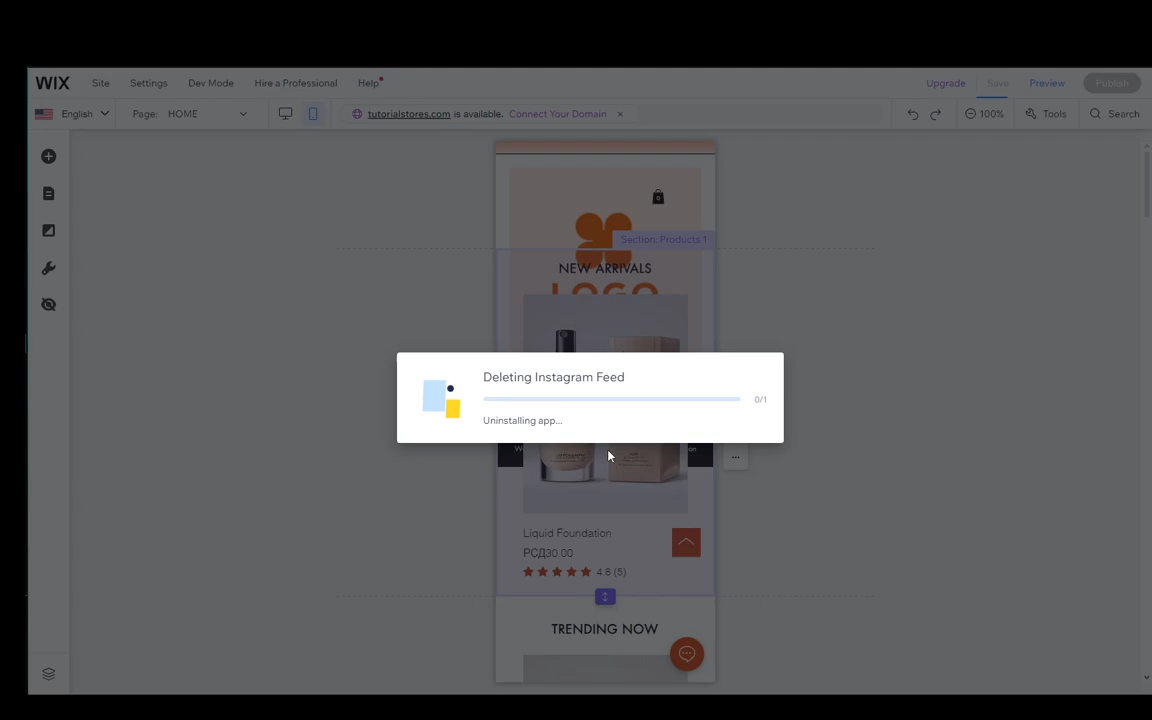 WIX Site Settings Dev Mode Hire a Professional Help Upgrade Save Preview Publish
English Page: HOME tutorialstores.com is available. Connect Your Domain × 100% Tools Search
0
Section: Products 1
NEW ARRIVALS
LOGO
Deleting Instagram Feed
0/1
Uninstalling app...
Liquid Foundation
РСД30.00
4.8 (5)
TRENDING NOW